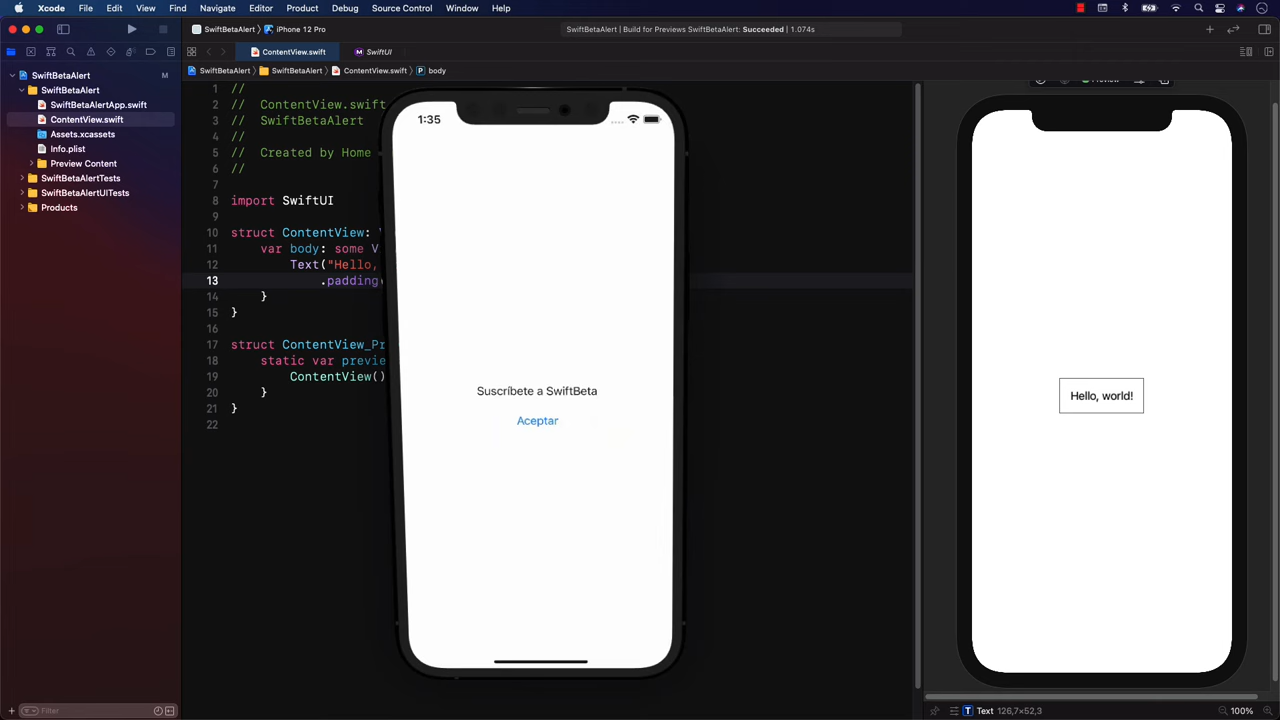 Xcode File Edit View Find Navigate Editor Product Debug Source Control Window Help
SwiftBetaAlert iPhone 12 Pro
SwiftBetaAlert | Build for Previews SwiftBetaAlert: Succeeded | 1.074s
ContentView.swift SwiftUI
SwiftBetaAlert SwiftBetaAlert ContentView.swift body
SwiftBetaAlert M
SwiftBetaAlert
SwiftBetaAlertApp.swift
ContentView.swift
Assets.xcassets
Info.plist
Preview Content
SwiftBetaAlertTests
SwiftBetaAlertUITests
Products
Filter
1 //
2 // ContentView.swift
3 // SwiftBetaAlert
4 //
5 // Created by Home
6 //
7
8 import SwiftUI
9
10 struct ContentView: V
11 var body: some V
12 Text("Hello,
13 .padding(
14 }
15 }
16
17 struct ContentView_Pr
18 static var previe
19 ContentView()
20 }
21 }
22
1:35
Suscríbete a SwiftBeta
Aceptar
Preview
Hello, world!
Text 126,7×52,3
100%